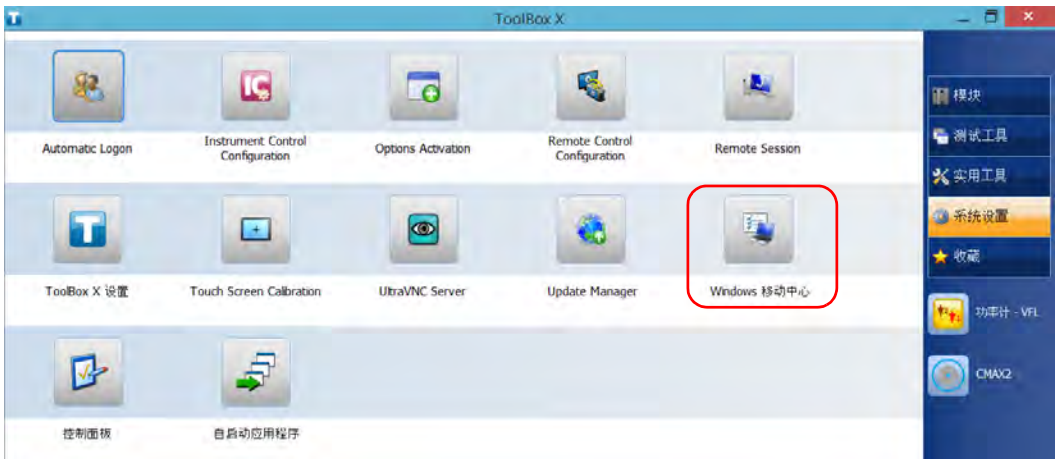 ToolBox X
Automatic Logon
Instrument Control
Configuration
Options Activation
Remote Control
Configuration
Remote Session
ToolBox X 设置
Touch Screen Calibration
UltraVNC Server
Update Manager
Windows 移动中心
控制面板
自启动应用程序
模块
测试工具
实用工具
系统设置
收藏
功率计 - VFL
CMAX2